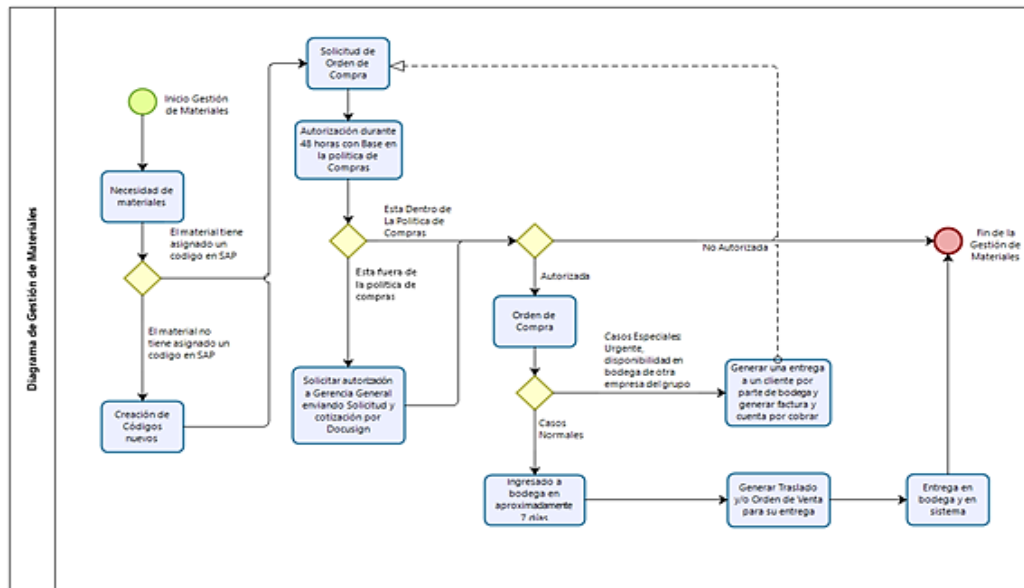 Diagrama de Gestión de Materiales
Inicio Gestión
de Materiales
Necesidad de
materiales
El material tiene
asignado un
codigo en SAP
El material no
tiene asignado un
codigo en SAP
Creación de
Códigos
nuevos
Solicitud de
Orden de
Compra
Autorización durante
48 horas con Base en
la política de
Compras
Esta Dentro de
La Política de
Compras
Esta fuera de
la política de
compras
Solicitar autorización
a Gerencia General
enviando Solicitud y
cotización por
Docusign
No Autorizada
Autorizada
Orden de
Compra
Casos Especiales:
Urgente,
disponibilidad en
bodega de otra
empresa del grupo
Casos
Normales
Generar una entrega
a un cliente por
parte de bodega y
generar factura y
cuenta por cobrar
Ingresado a
bodega en
aproximadamente
7 días
Generar Traslado
y/o Orden de Venta
para su entrega
Entrega en
bodega y en
sistema
Fin de la
Gestión de
Materiales